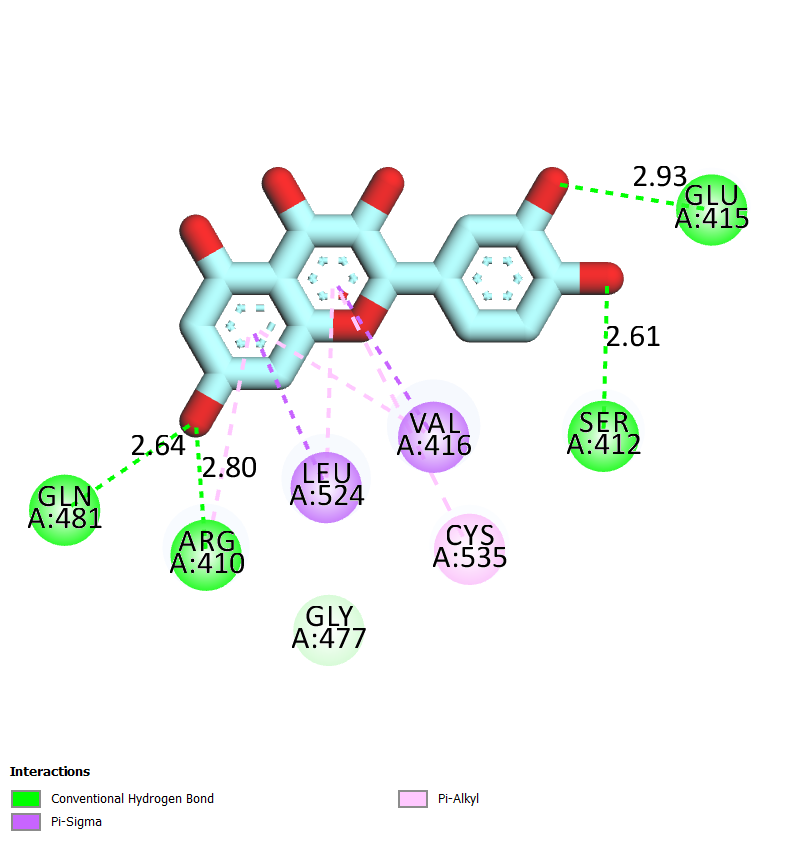 2.93
GLU
A:415
2.61
SER
A:412
VAL
A:416
2.64
2.80
LEU
A:524
GLN
A:481
ARG
A:410
CYS
A:535
GLY
A:477
Interactions
Conventional Hydrogen Bond
Pi-Alkyl
Pi-Sigma